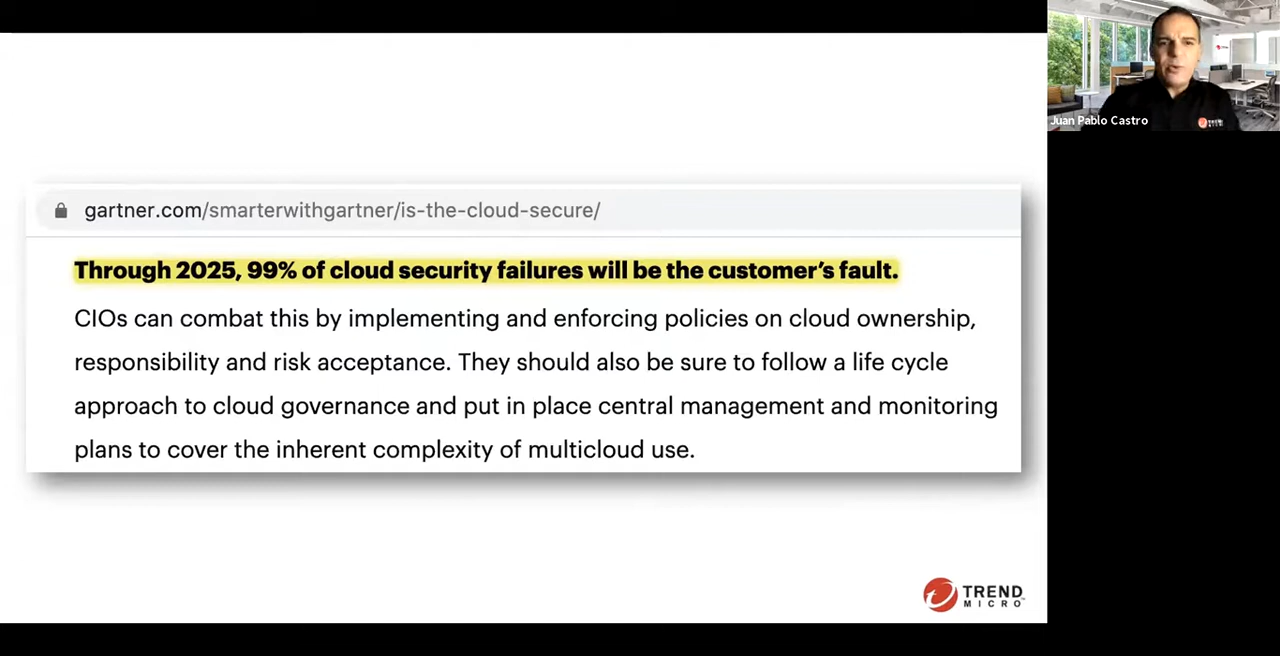 gartner.com/smarterwithgartner/is-the-cloud-secure/
Through 2025, 99% of cloud security failures will be the customer’s fault.
CIOs can combat this by implementing and enforcing policies on cloud ownership,
responsibility and risk acceptance. They should also be sure to follow a life cycle
approach to cloud governance and put in place central management and monitoring
plans to cover the inherent complexity of multicloud use.
TREND
MICRO
Juan Pablo Castro
TREND
MICRO